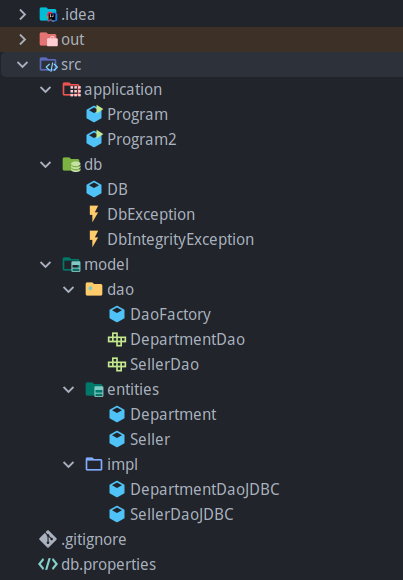 .idea
out
src
application
Program
Program2
db
DB
DbException
DbIntegrityException
model
dao
DaoFactory
DepartmentDao
SellerDao
entities
Department
Seller
impl
DepartmentDaoJDBC
SellerDaoJDBC
.gitignore
db.properties